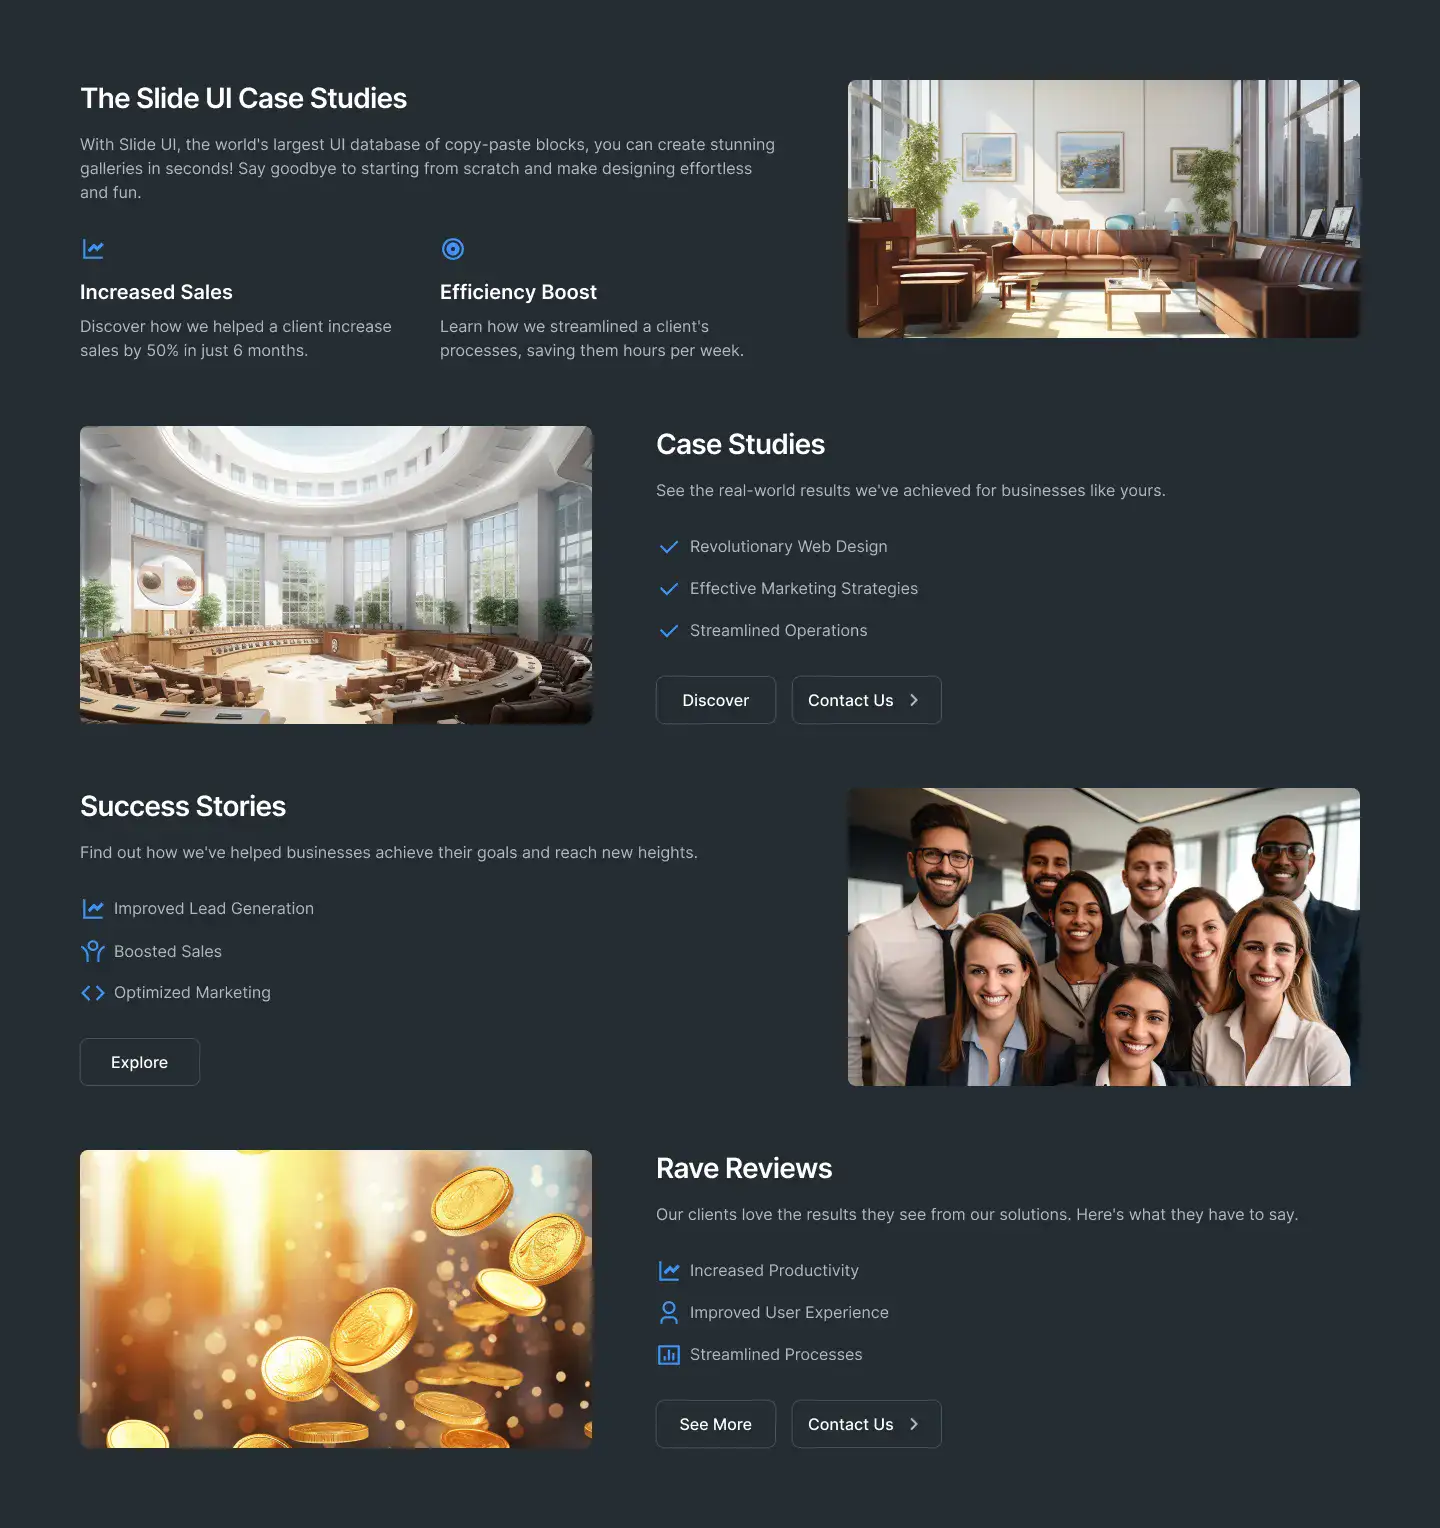 The Slide UI Case Studies
With Slide UI, the world's largest UI database of copy-paste blocks, you can create stunning
galleries in seconds! Say goodbye to starting from scratch and make designing effortless
and fun.
Increased Sales
Discover how we helped a client increase
sales by 50% in just 6 months.
Efficiency Boost
Learn how we streamlined a client's
processes, saving them hours per week.
Case Studies
See the real-world results we've achieved for businesses like yours.
Revolutionary Web Design
Effective Marketing Strategies
Streamlined Operations
Discover
Contact Us
Success Stories
Find out how we've helped businesses achieve their goals and reach new heights.
Improved Lead Generation
Boosted Sales
Optimized Marketing
Explore
Rave Reviews
Our clients love the results they see from our solutions. Here's what they have to say.
Increased Productivity
Improved User Experience
Streamlined Processes
See More
Contact Us